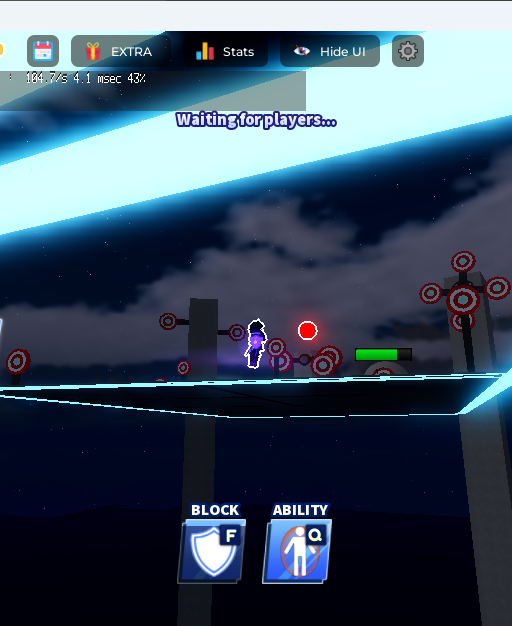 EXTRA
Stats
Hide UI
: 104.7/s 4.1 msec 43%
Waiting for players...
BLOCK
ABILITY
F
Q